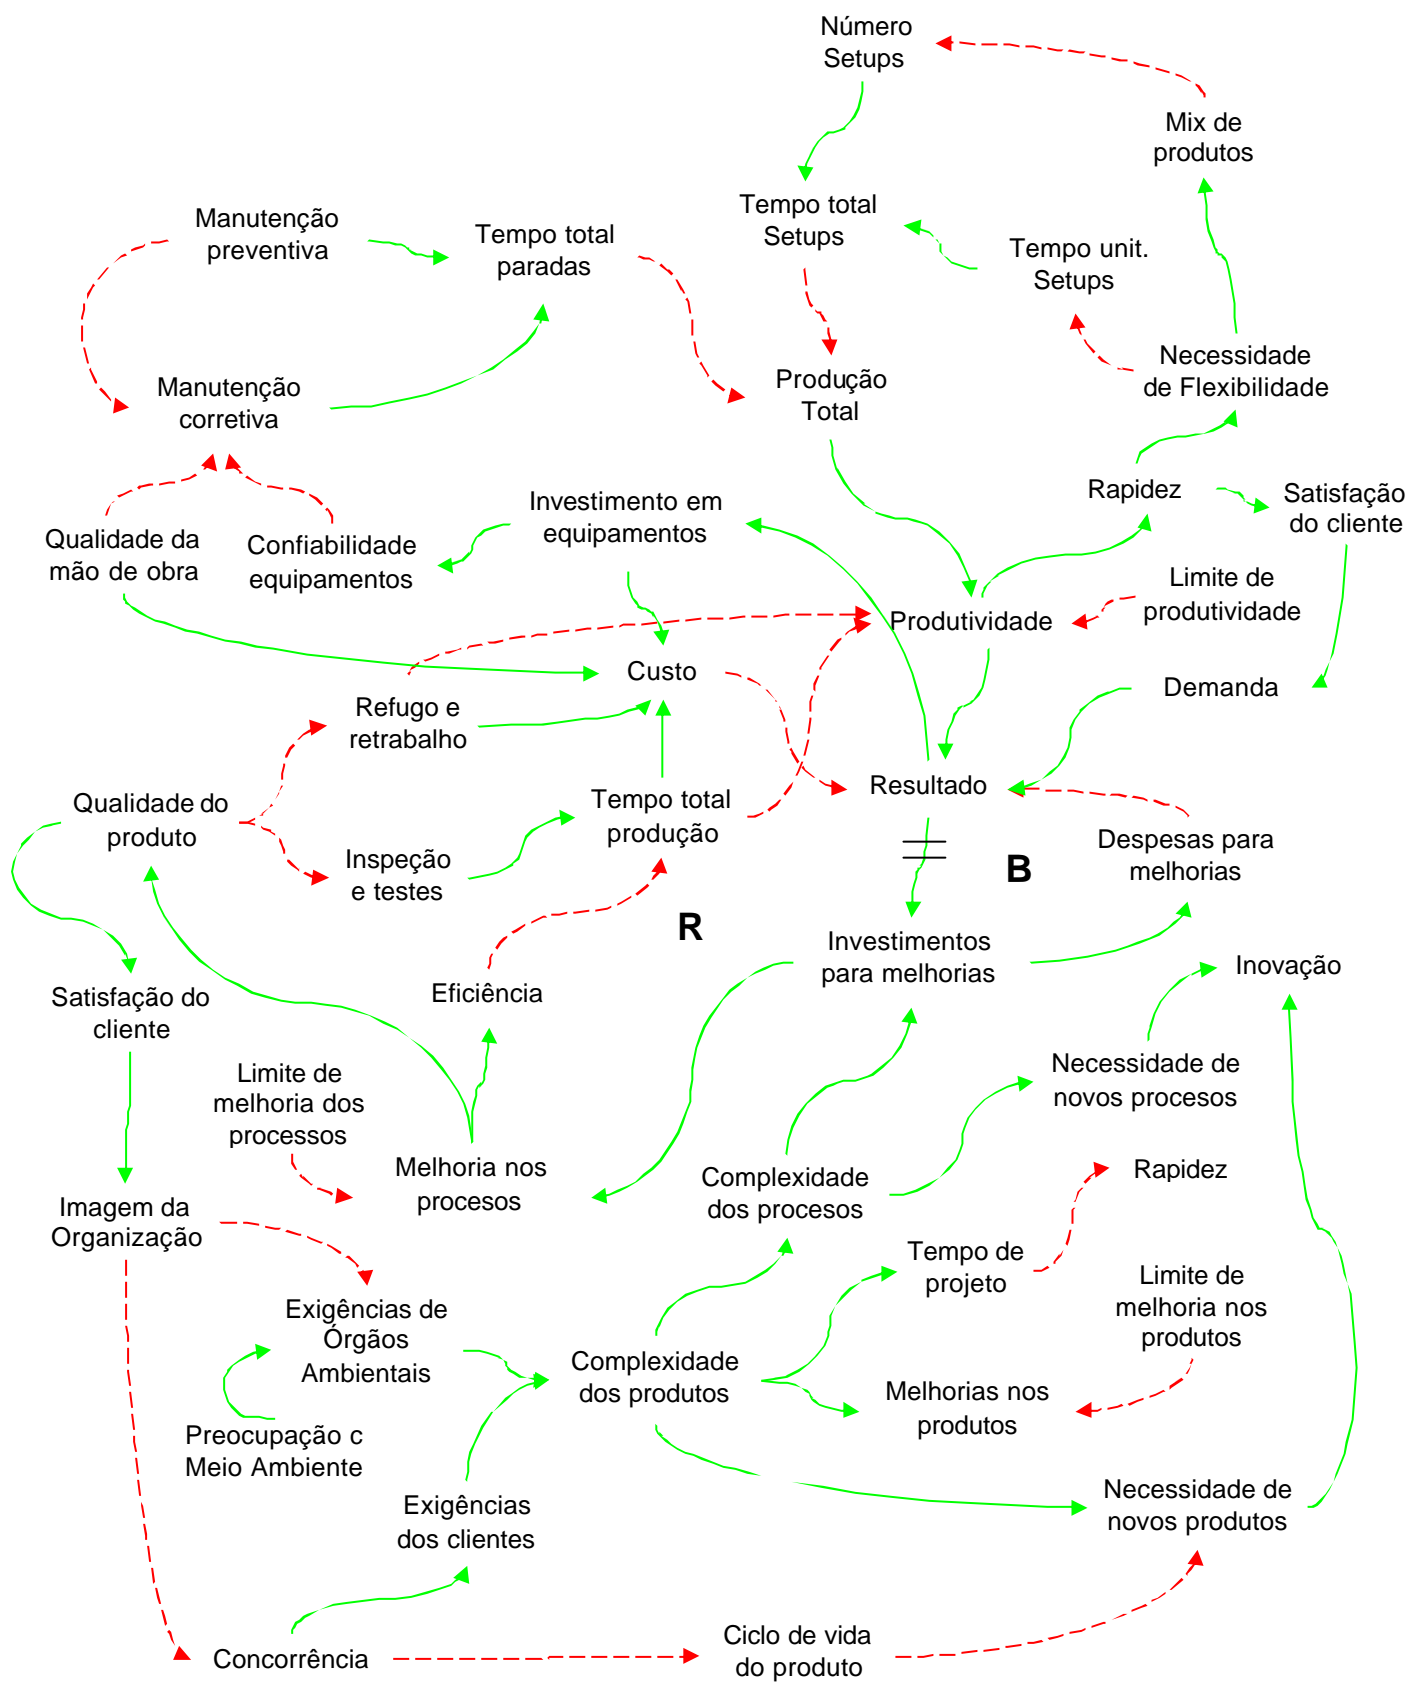 Número
Setups
Mix de
produtos
Manutenção
preventiva
Tempo total
paradas
Tempo total
Setups
Tempo unit.
Setups
Manutenção
corretiva
Produção
Total
Necessidade
de Flexibilidade
Qualidade da
mão de obra
Confiabilidade
equipamentos
Investimento em
equipamentos
Rapidez
Satisfação
do cliente
Limite de
produtividade
Produtividade
Custo
Demanda
Refugo e
retrabalho
Resultado
Qualidade do
produto
Tempo total
produção
Inspeção
e testes
B
Despesas para
melhorias
R
Investimentos
para melhorias
Inovação
Eficiência
Satisfação do
cliente
Limite de
melhoria dos
processos
Necessidade de
novos procesos
Melhoria nos
procesos
Complexidade
dos procesos
Rapidez
Imagem da
Organização
Tempo de
projeto
Limite de
melhoria nos
produtos
Exigências de
Órgãos
Ambientais
Complexidade
dos produtos
Melhorias nos
produtos
Preocupação c
Meio Ambiente
Exigências
dos clientes
Necessidade de
novos produtos
Concorrência
Ciclo de vida
do produto